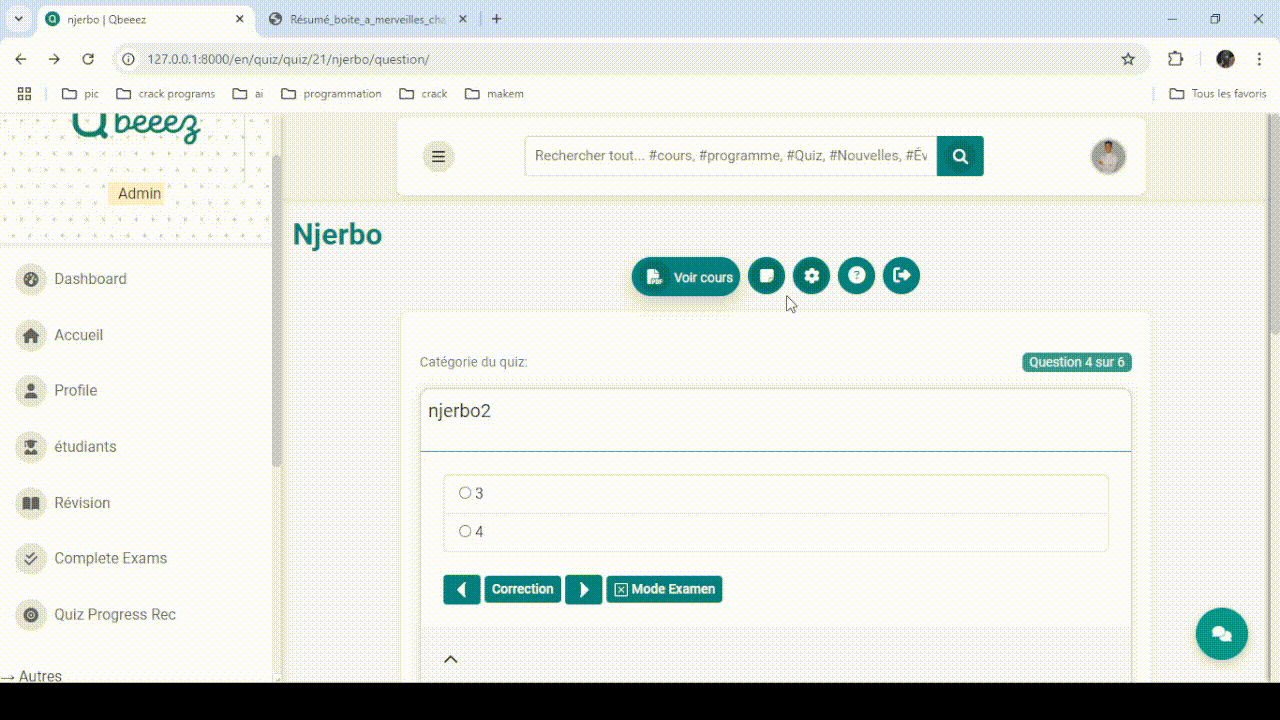 njerbo | Qbeeez
Résumé_boite_a_merveilles_cha
127.0.0.1:8000/en/quiz/quiz/21/njerbo/question/
pic
crack programs
ai
programmation
crack
makem
Tous les favoris
Qbeeez
Admin
Dashboard
Accueil
Profile
étudiants
Révision
Complete Exams
Quiz Progress Rec
→ Autres
Rechercher tout... #cours, #programme, #Quiz, #Nouvelles, #Év
Njerbo
PDF
Voir cours
Catégorie du quiz:
Question 4 sur 6
njerbo2
3
4
Correction
Mode Examen